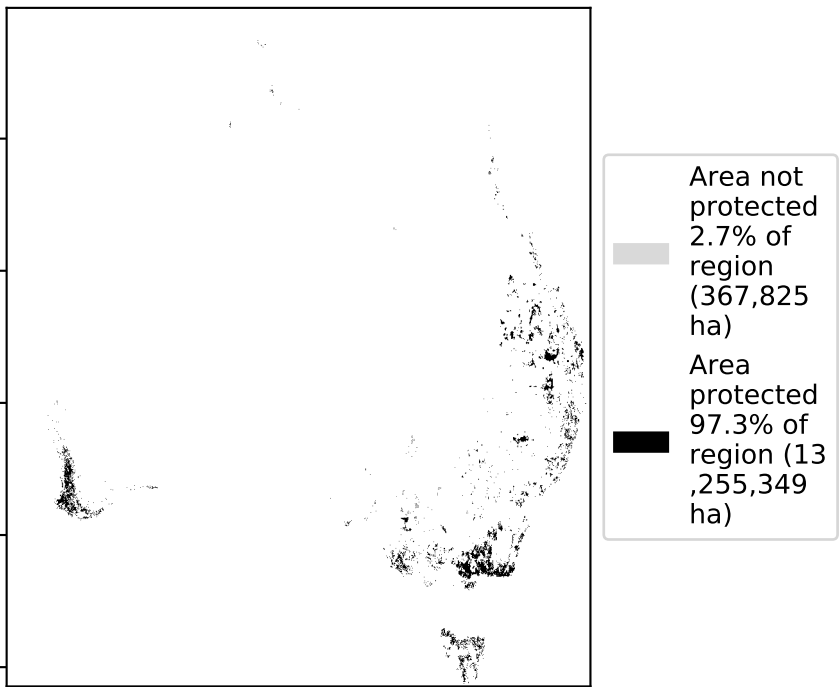 Area not
protected
2.7% of
region
(367,825
ha)
Area
protected
97.3% of
region (13
,255,349
ha)